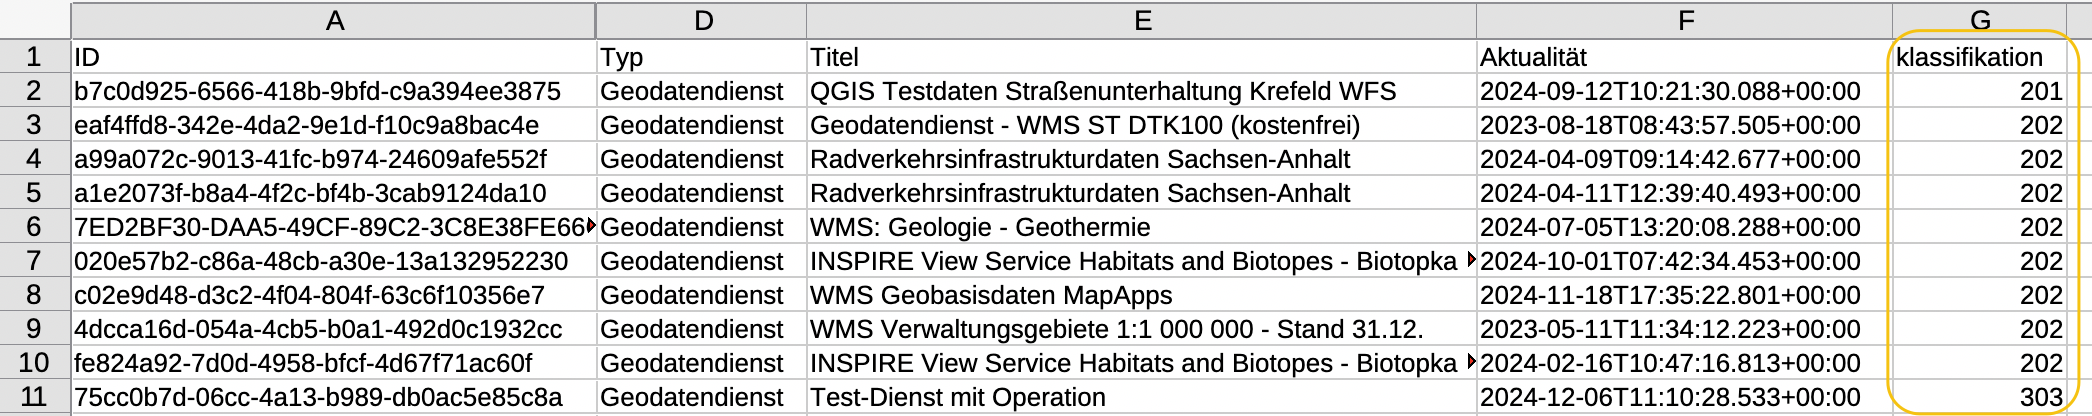 A D E F G
1 ID Typ Titel Aktualität klassifikation
2 b7c0d925-6566-418b-9bfd-c9a394ee3875 Geodatendienst QGIS Testdaten Straßenunterhaltung Krefeld WFS 2024-09-12T10:21:30.088+00:00 201
3 eaf4ffd8-342e-4da2-9e1d-f10c9a8bac4e Geodatendienst Geodatendienst - WMS ST DTK100 (kostenfrei) 2023-08-18T08:43:57.505+00:00 202
4 a99a072c-9013-41fc-b974-24609afe552f Geodatendienst Radverkehrsinfrastrukturdaten Sachsen-Anhalt 2024-04-09T09:14:42.677+00:00 202
5 a1e2073f-b8a4-4f2c-bf4b-3cab9124da10 Geodatendienst Radverkehrsinfrastrukturdaten Sachsen-Anhalt 2024-04-11T12:39:40.493+00:00 202
6 7ED2BF30-DAA5-49CF-89C2-3C8E38FE66 Geodatendienst WMS: Geologie - Geothermie 2024-07-05T13:20:08.288+00:00 202
7 020e57b2-c86a-48cb-a30e-13a132952230 Geodatendienst INSPIRE View Service Habitats and Biotopes - Biotopka 2024-10-01T07:42:34.453+00:00 202
8 c02e9d48-d3c2-4f04-804f-63c6f10356e7 Geodatendienst WMS Geobasisdaten MapApps 2024-11-18T17:35:22.801+00:00 202
9 4dcca16d-054a-4cb5-b0a1-492d0c1932cc Geodatendienst WMS Verwaltungsgebiete 1:1 000 000 - Stand 31.12. 2023-05-11T11:34:12.223+00:00 202
10 fe824a92-7d0d-4958-bfcf-4d67f71ac60f Geodatendienst INSPIRE View Service Habitats and Biotopes - Biotopka 2024-02-16T10:47:16.813+00:00 202
11 75cc0b7d-06cc-4a13-b989-db0ac5e85c8a Geodatendienst Test-Dienst mit Operation 2024-12-06T11:10:28.533+00:00 303